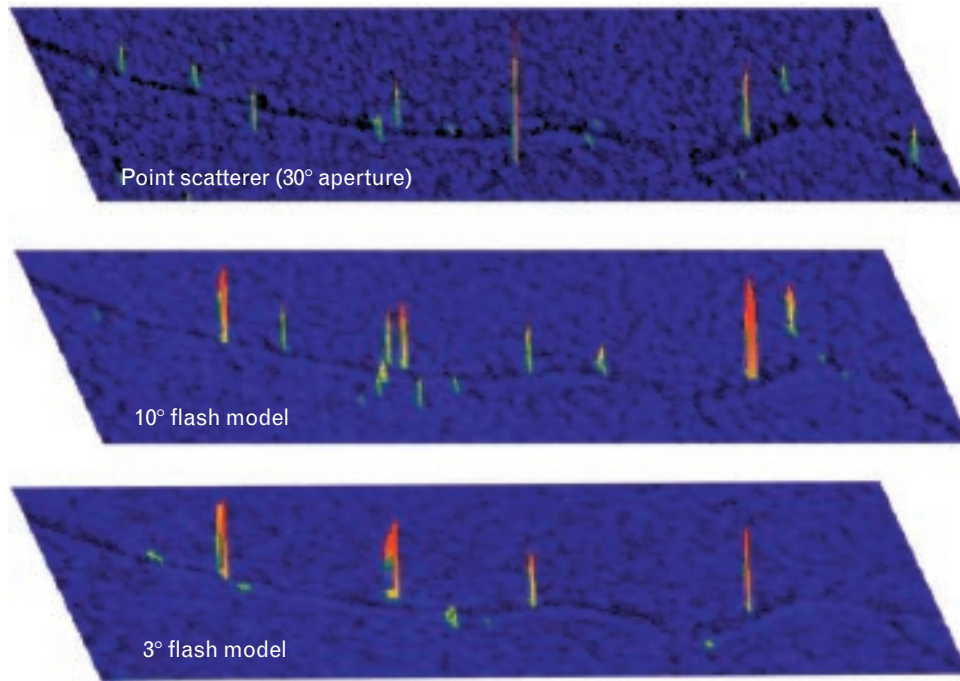 Point scatterer (30° aperture)
10° flash model
3° flash model